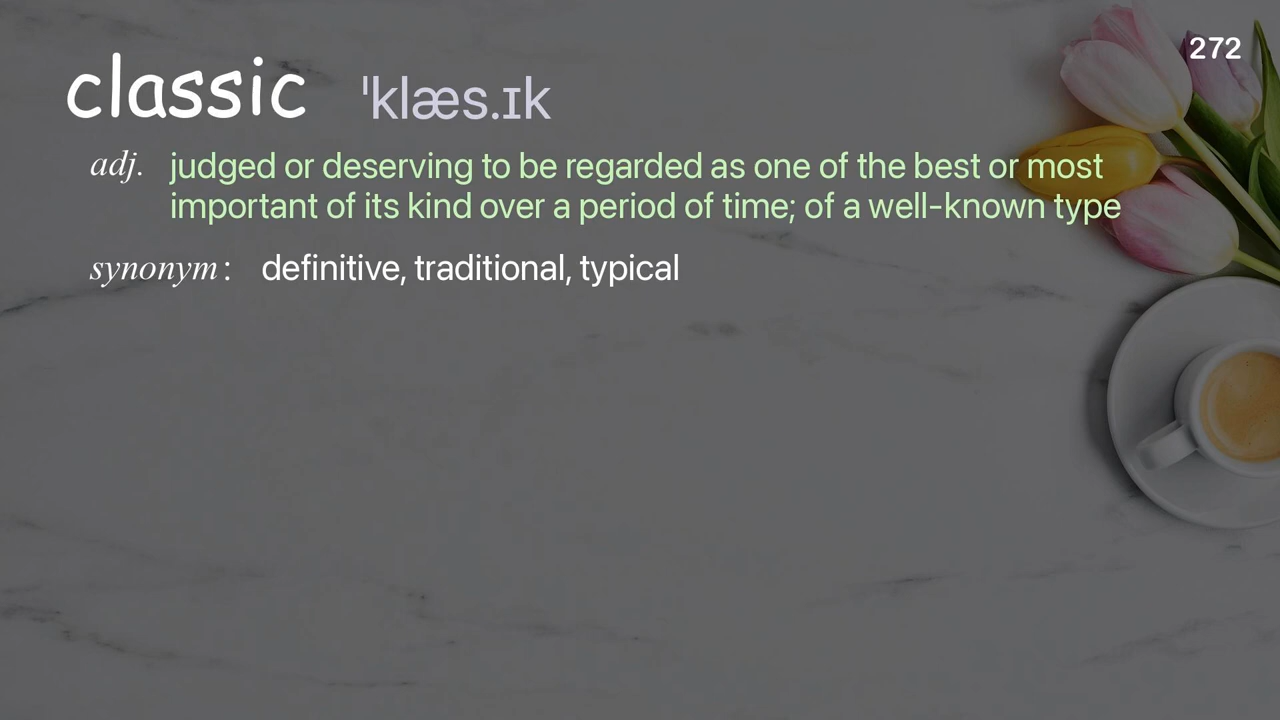 272
classic ˈklæs.ɪk
adj. judged or deserving to be regarded as one of the best or most
important of its kind over a period of time; of a well-known type
synonym: definitive, traditional, typical